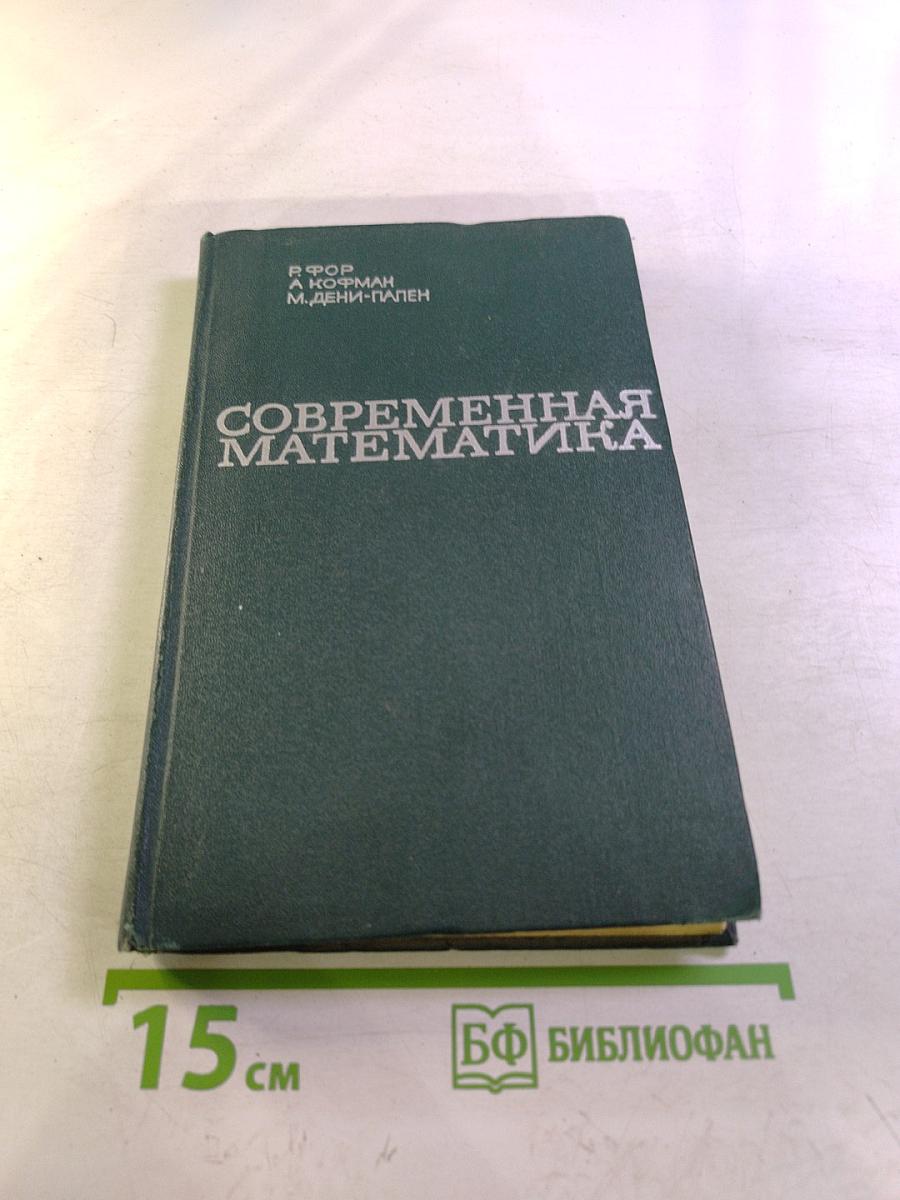 Р. ФОР
А КОФМАН
М. ДЕНИ-ПАПЕН
СОВРЕМЕННАЯ
МАТЕМАТИКА
15 см
БФ БИБЛИОФАН